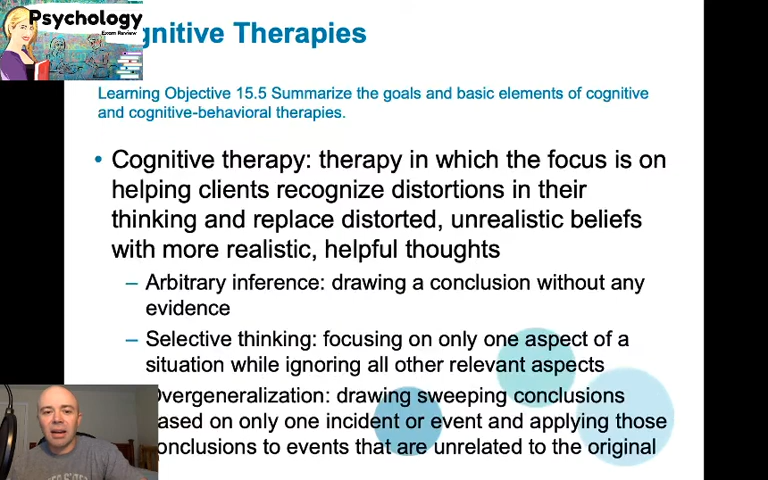 Psychology
Exam Review
gnitive Therapies
Learning Objective 15.5 Summarize the goals and basic elements of cognitive
and cognitive-behavioral therapies.
• Cognitive therapy: therapy in which the focus is on
helping clients recognize distortions in their
thinking and replace distorted, unrealistic beliefs
with more realistic, helpful thoughts
– Arbitrary inference: drawing a conclusion without any
evidence
– Selective thinking: focusing on only one aspect of a
situation while ignoring all other relevant aspects
Overgeneralization: drawing sweeping conclusions
based on only one incident or event and applying those
conclusions to events that are unrelated to the original